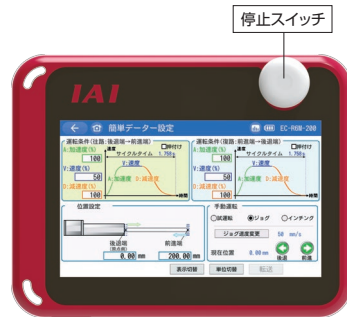 停止スイッチ
IAI
簡単データー設定
EC-R6N-200
運転条件(往路:後退端→前進端)
A:加速度(%)
100
V:速度(%)
50
D:減速度(%)
100
押付け
速度
サイクルタイム 1.750s
V:速度
A:加速度 D:減速度
時間
運転条件(復路:前進端→後退端)
A:加速度(%)
100
V:速度(%)
50
D:減速度(%)
100
押付け
速度
サイクルタイム 1.750s
V:速度
A:加速度 D:減速度
時間
位置設定
後退端
(原点側)
0.00 mm
前進端
200.00 mm
手動運転
試運転 ジョグ インチング
ジョグ速度変更 50 mm/s
現在位置 0.00 mm
後退 前進
表示切替 単位切替 転送